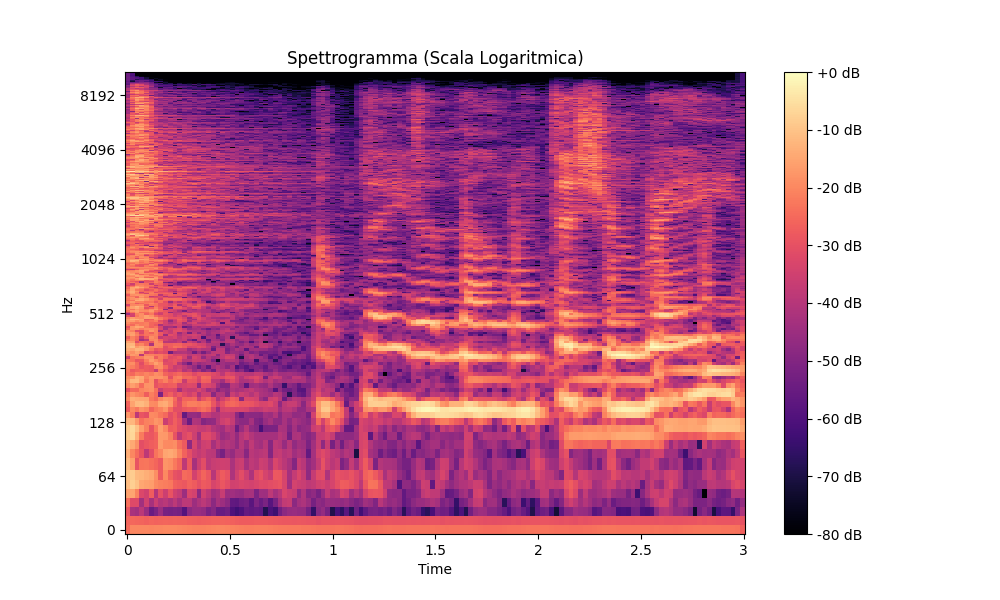 Spettrogramma (Scala Logaritmica)
Hz
8192
4096
2048
1024
512
256
128
64
0
0 0.5 1 1.5 2 2.5 3
Time
+0 dB
-10 dB
-20 dB
-30 dB
-40 dB
-50 dB
-60 dB
-70 dB
-80 dB